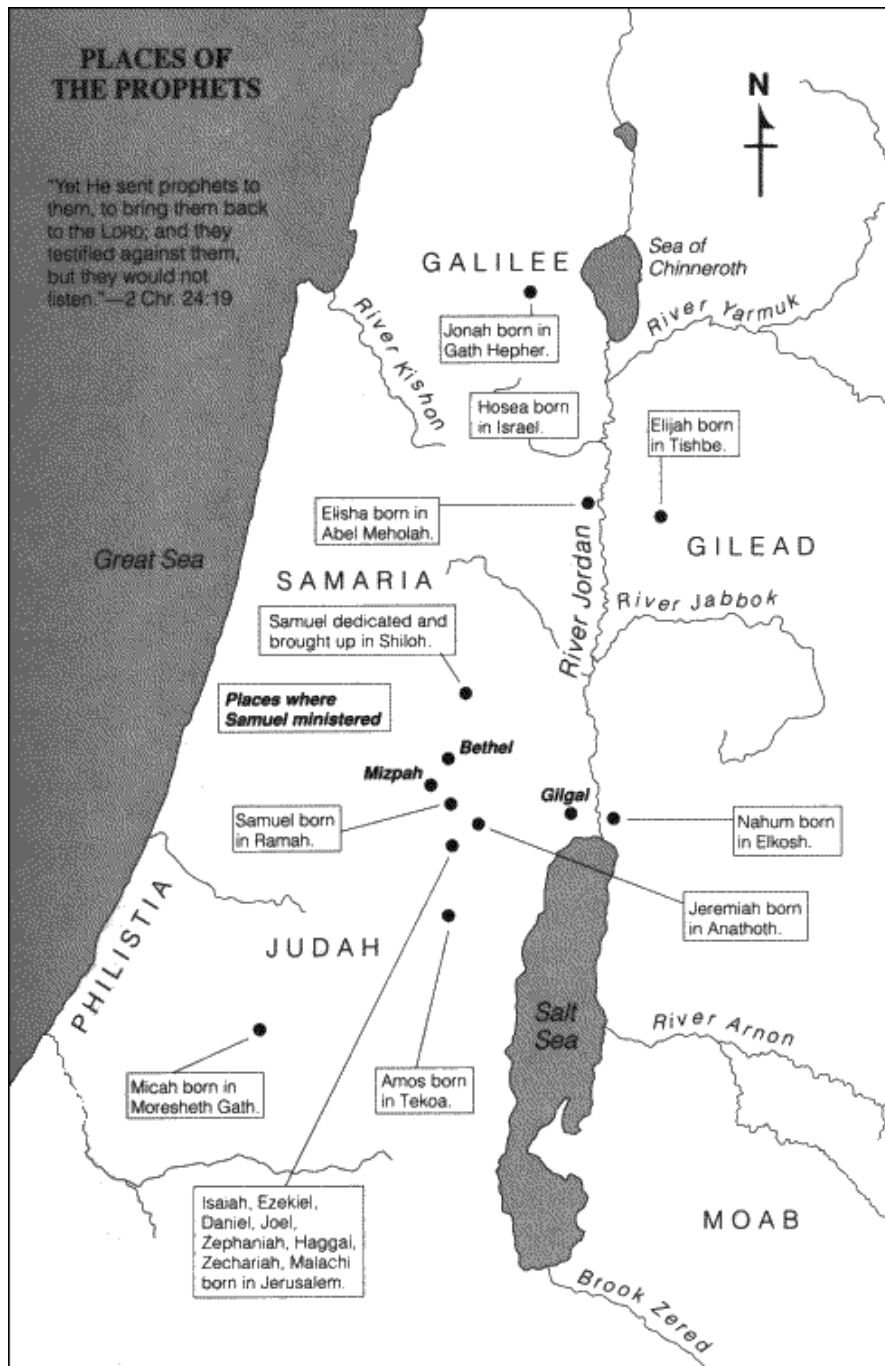 PLACES OF
THE PROPHETS
"Yet He sent prophets to
them, to bring them back
to the LORD; and they
testified against them,
but they would not
listen."—2 Chr. 24:19
N
Sea of
Chinneroth
GALILEE
River Yarmuk
River Kishon
Jonah born in
Gath Hepher.
Hosea born
in Israel.
Elijah born
in Tishbe.
Elisha born in
Abel Meholah.
GILEAD
Great Sea
SAMARIA
River Jordan
River Jabbok
Samuel dedicated and
brought up in Shiloh.
Places where
Samuel ministered
Bethel
Mizpah
Gilgal
Samuel born
in Ramah.
Nahum born
in Elkosh.
Jeremiah born
in Anathoth.
PHILISTIA
JUDAH
Salt
Sea
River Arnon
Micah born in
Moresheth Gath.
Amos born
in Tekoa.
Isaiah, Ezekiel,
Daniel, Joel,
Zephaniah, Haggal,
Zechariah, Malachi
born in Jerusalem.
MOAB
Brook Zered